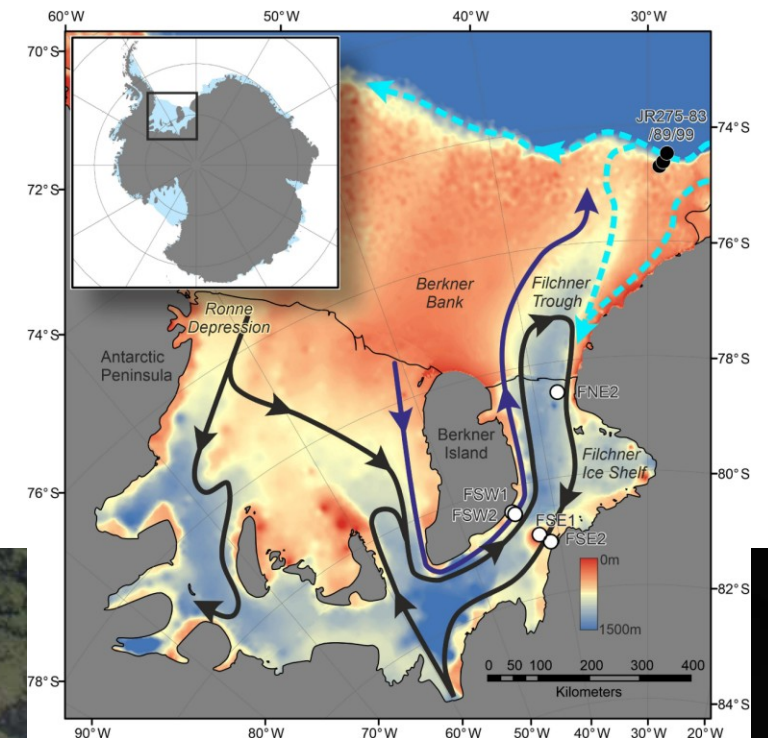 60°W
50°W
40°W
30°W
70°S
72°S
74°S
76°S
78°S
74°S
76°S
78°S
80°S
82°S
84°S
JR275-83
/89/99
Berkner
Bank
Filchner
Trough
Ronne
Depression
Antarctic
Peninsula
FNE2
Berkner
Island
Filchner
Ice Shelf
FSW1
FSW2
FSE1
FSE2
0m
1500m
0 50 100 200 300 400
Kilometers
90°W
80°W
70°W
60°W
50°W
40°W
30°W
20°W